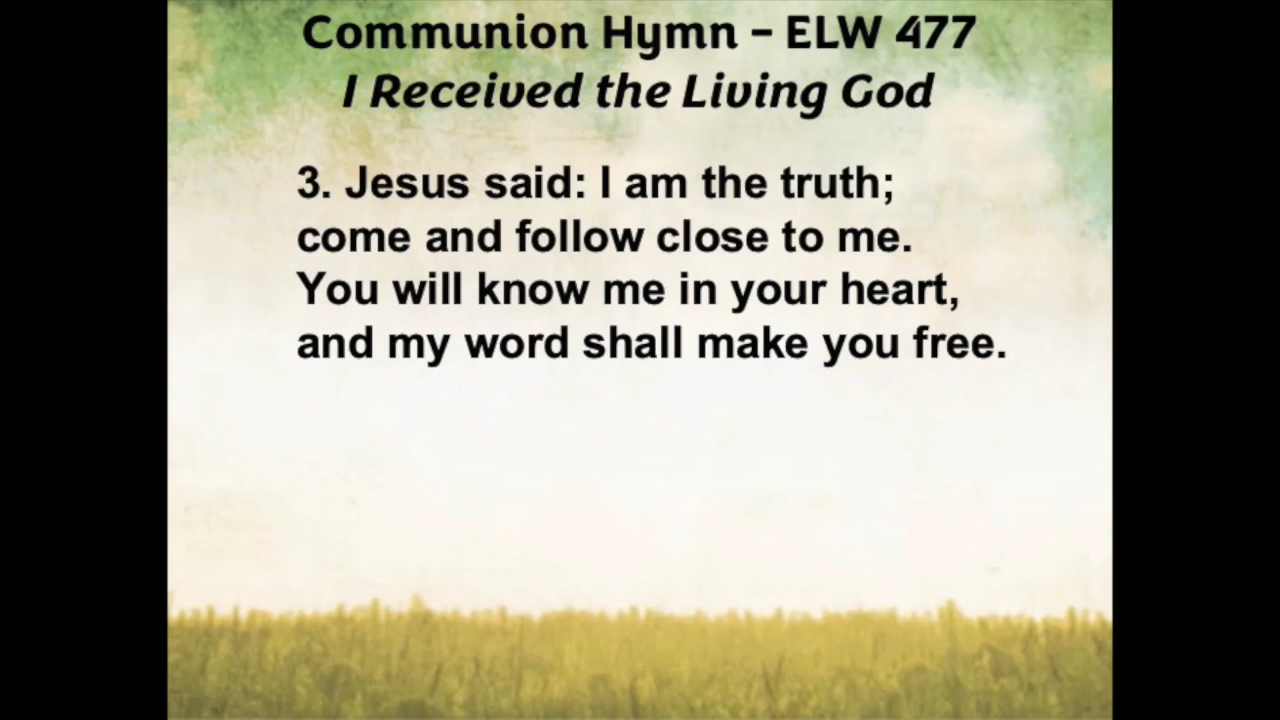 Communion Hymn – ELW 477
I Received the Living God
3. Jesus said: I am the truth;
come and follow close to me.
You will know me in your heart,
and my word shall make you free.